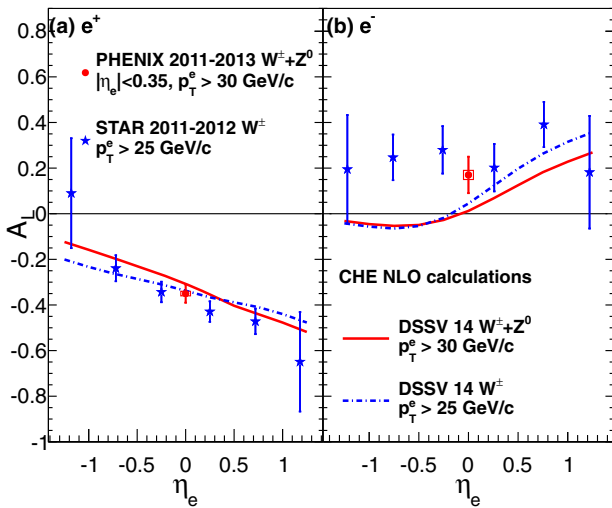 (a) e⁺
(b) e⁻
PHENIX 2011-2013 W±+Z⁰
|ηₑ|<0.35, pᵀᵉ > 30 GeV/c
STAR 2011-2012 W±
pᵀᵉ > 25 GeV/c
CHE NLO calculations
DSSV 14 W±+Z⁰
pᵀᵉ > 30 GeV/c
DSSV 14 W±
pᵀᵉ > 25 GeV/c
A_L
0.8
0.6
0.4
0.2
0
-0.2
-0.4
-0.6
-0.8
-1
-1 -0.5 0 0.5 1
-1 -0.5 0 0.5 1
ηₑ
ηₑ